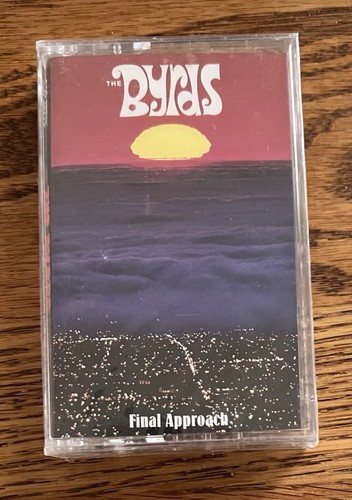 THE Byrds
Final Approach